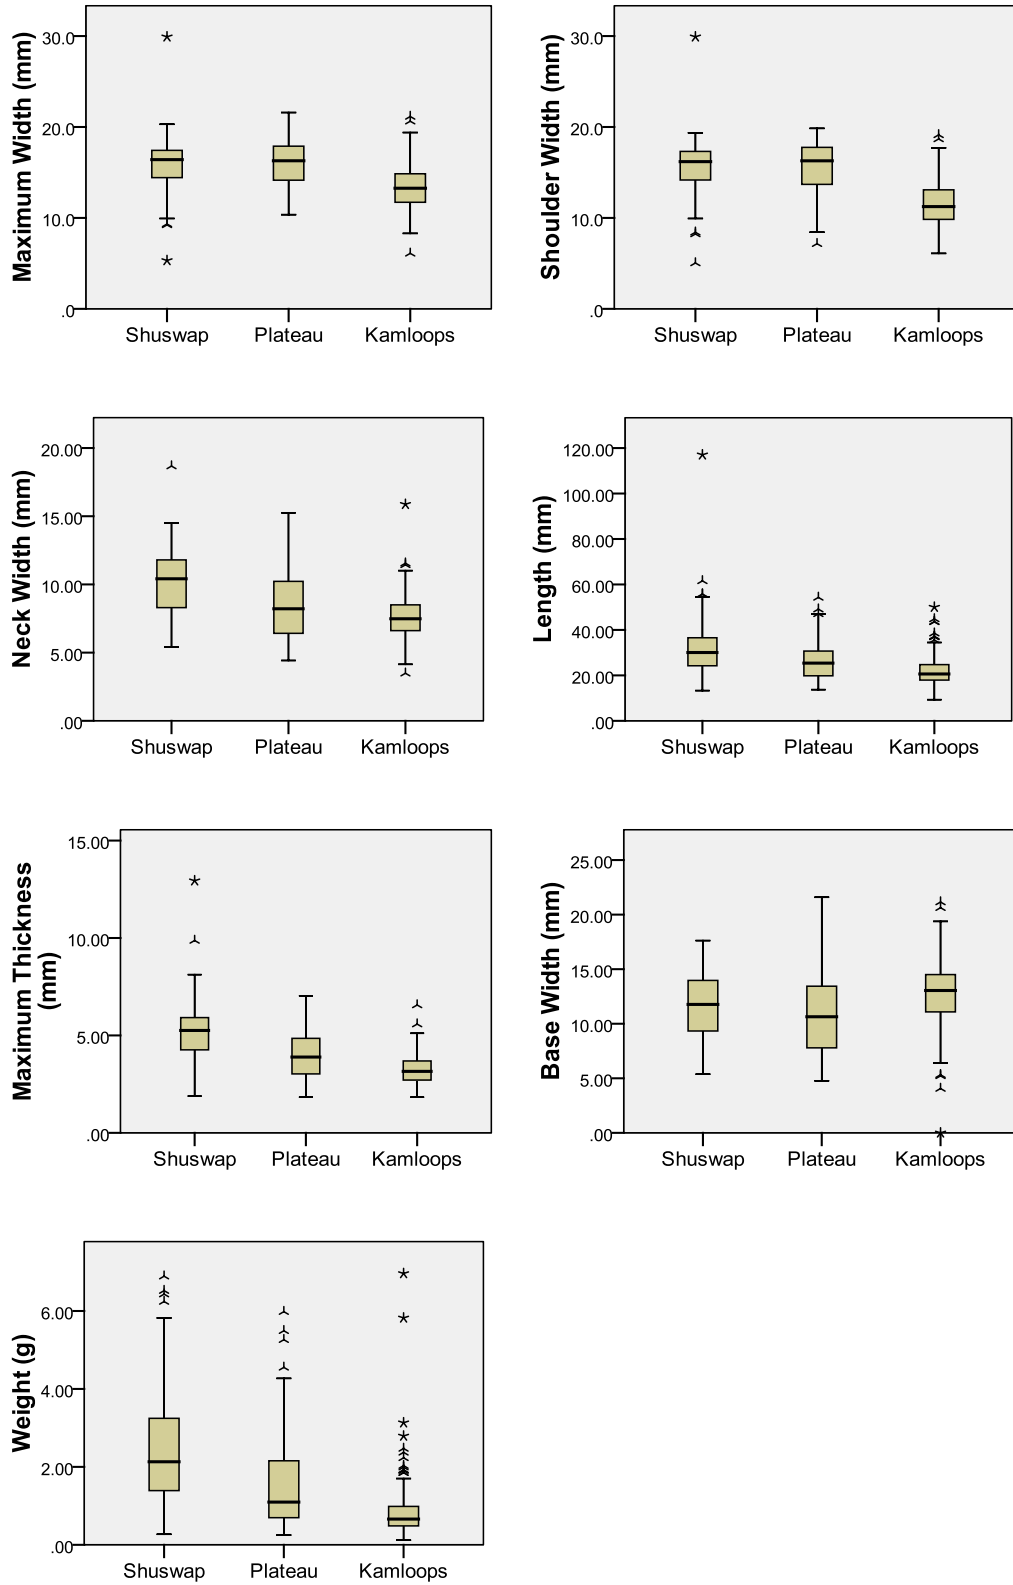 Maximum Width (mm)
30.0
20.0
10.0
.0
Shuswap Plateau Kamloops
Shoulder Width (mm)
30.0
20.0
10.0
.0
Shuswap Plateau Kamloops
Neck Width (mm)
20.00
15.00
10.00
5.00
.00
Shuswap Plateau Kamloops
Length (mm)
120.00
100.00
80.00
60.00
40.00
20.00
.00
Shuswap Plateau Kamloops
Maximum Thickness
(mm)
15.00
10.00
5.00
.00
Shuswap Plateau Kamloops
Base Width (mm)
25.00
20.00
15.00
10.00
5.00
.00
Shuswap Plateau Kamloops
Weight (g)
6.00
4.00
2.00
.00
Shuswap Plateau Kamloops